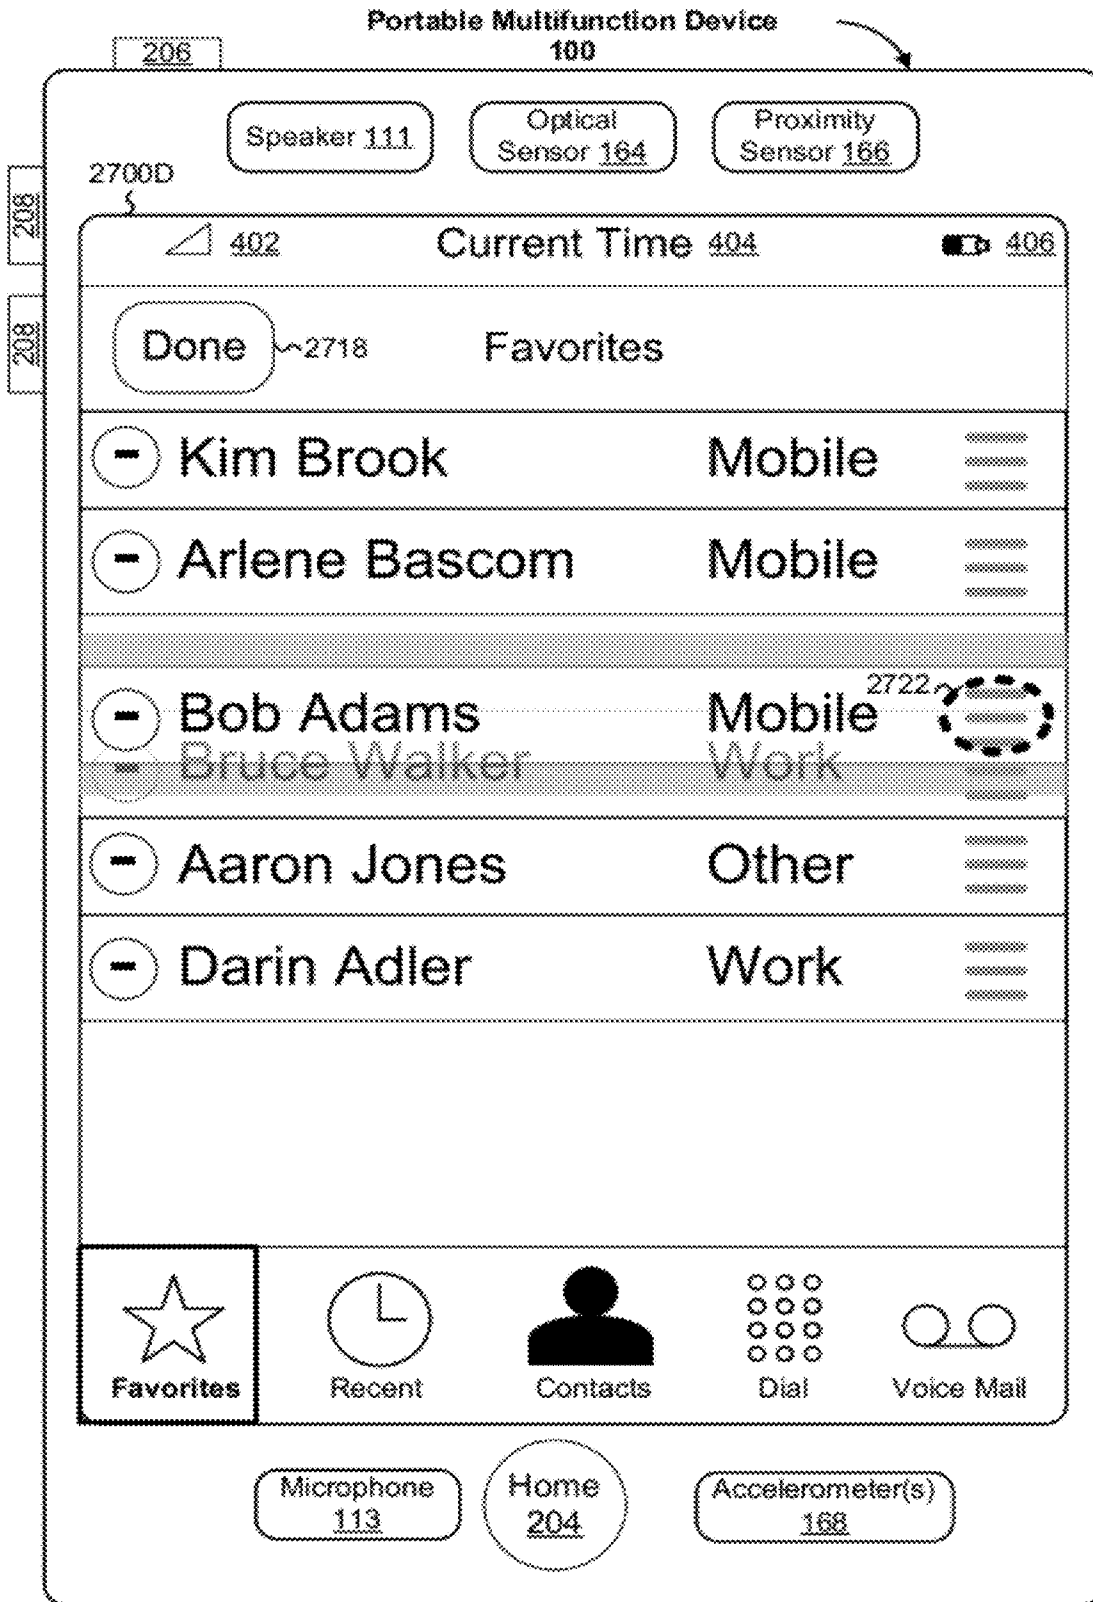 Portable Multifunction Device
100
206
Speaker 111
Optical
Sensor 164
Proximity
Sensor 166
2700D
208
402
Current Time 404
406
208
Done
2718
Favorites
- Kim Brook Mobile
- Arlene Bascom Mobile
2722
- Bob Adams Mobile
- Bruce Walker Work
- Aaron Jones Other
- Darin Adler Work
Favorites
Recent
Contacts
Dial
Voice Mail
Microphone
113
Home
204
Accelerometer(s)
168